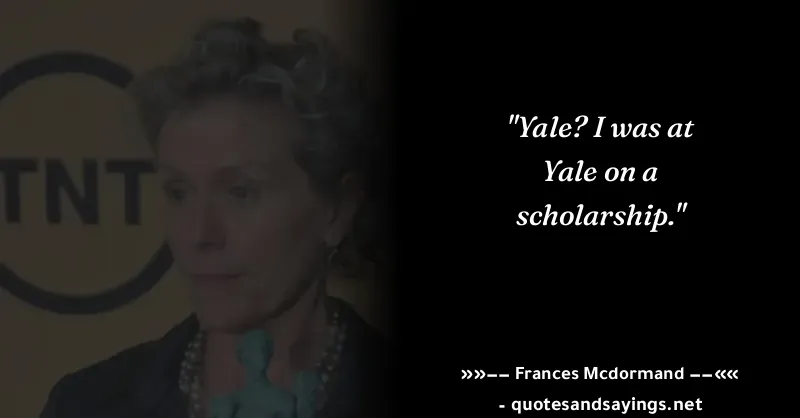 TNT
"Yale? I was at
Yale on a
scholarship."
»»−− Frances Mcdormand −−««
- quotesandsayings.net